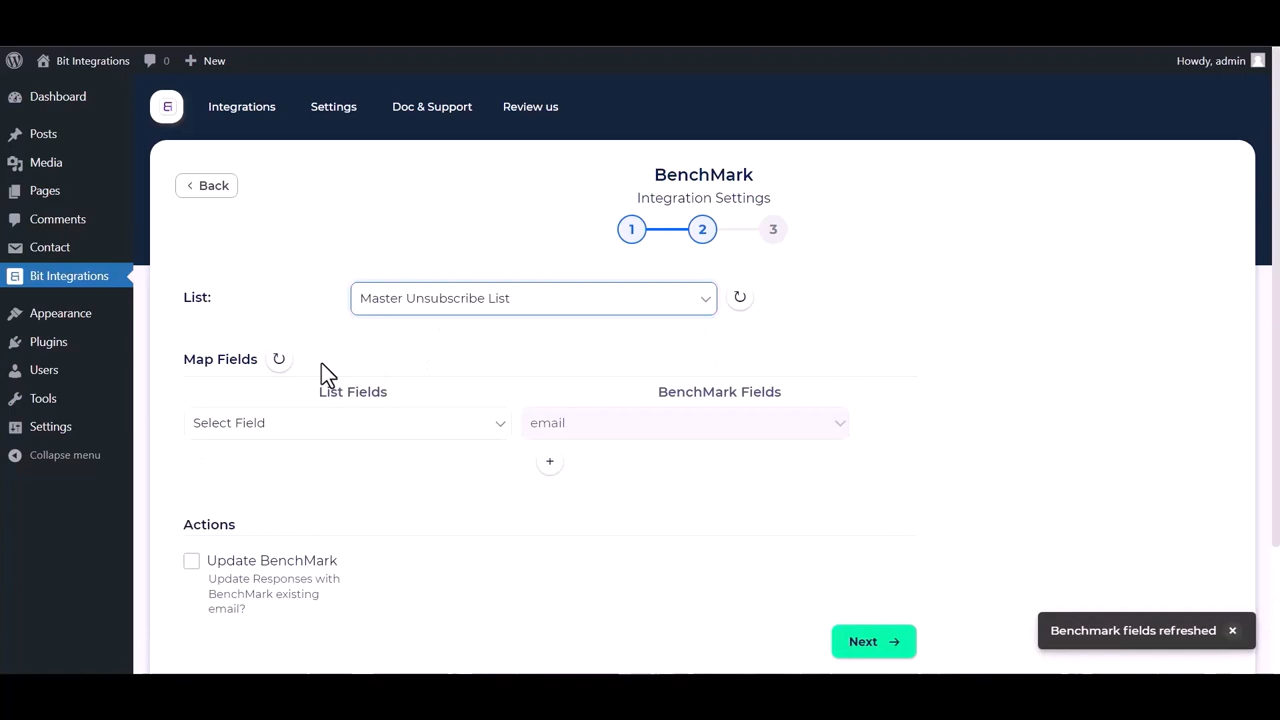 Bit Integrations
0
New
Howdy, admin
Dashboard
Posts
Media
Pages
Comments
Contact
Bit Integrations
Appearance
Plugins
Users
Tools
Settings
Collapse menu
Integrations
Settings
Doc & Support
Review us
Back
BenchMark
Integration Settings
1
2
3
List:
Master Unsubscribe List
Map Fields
List Fields
BenchMark Fields
Select Field
email
+
Actions
Update BenchMark
Update Responses with
BenchMark existing
email?
Next
Benchmark fields refreshed